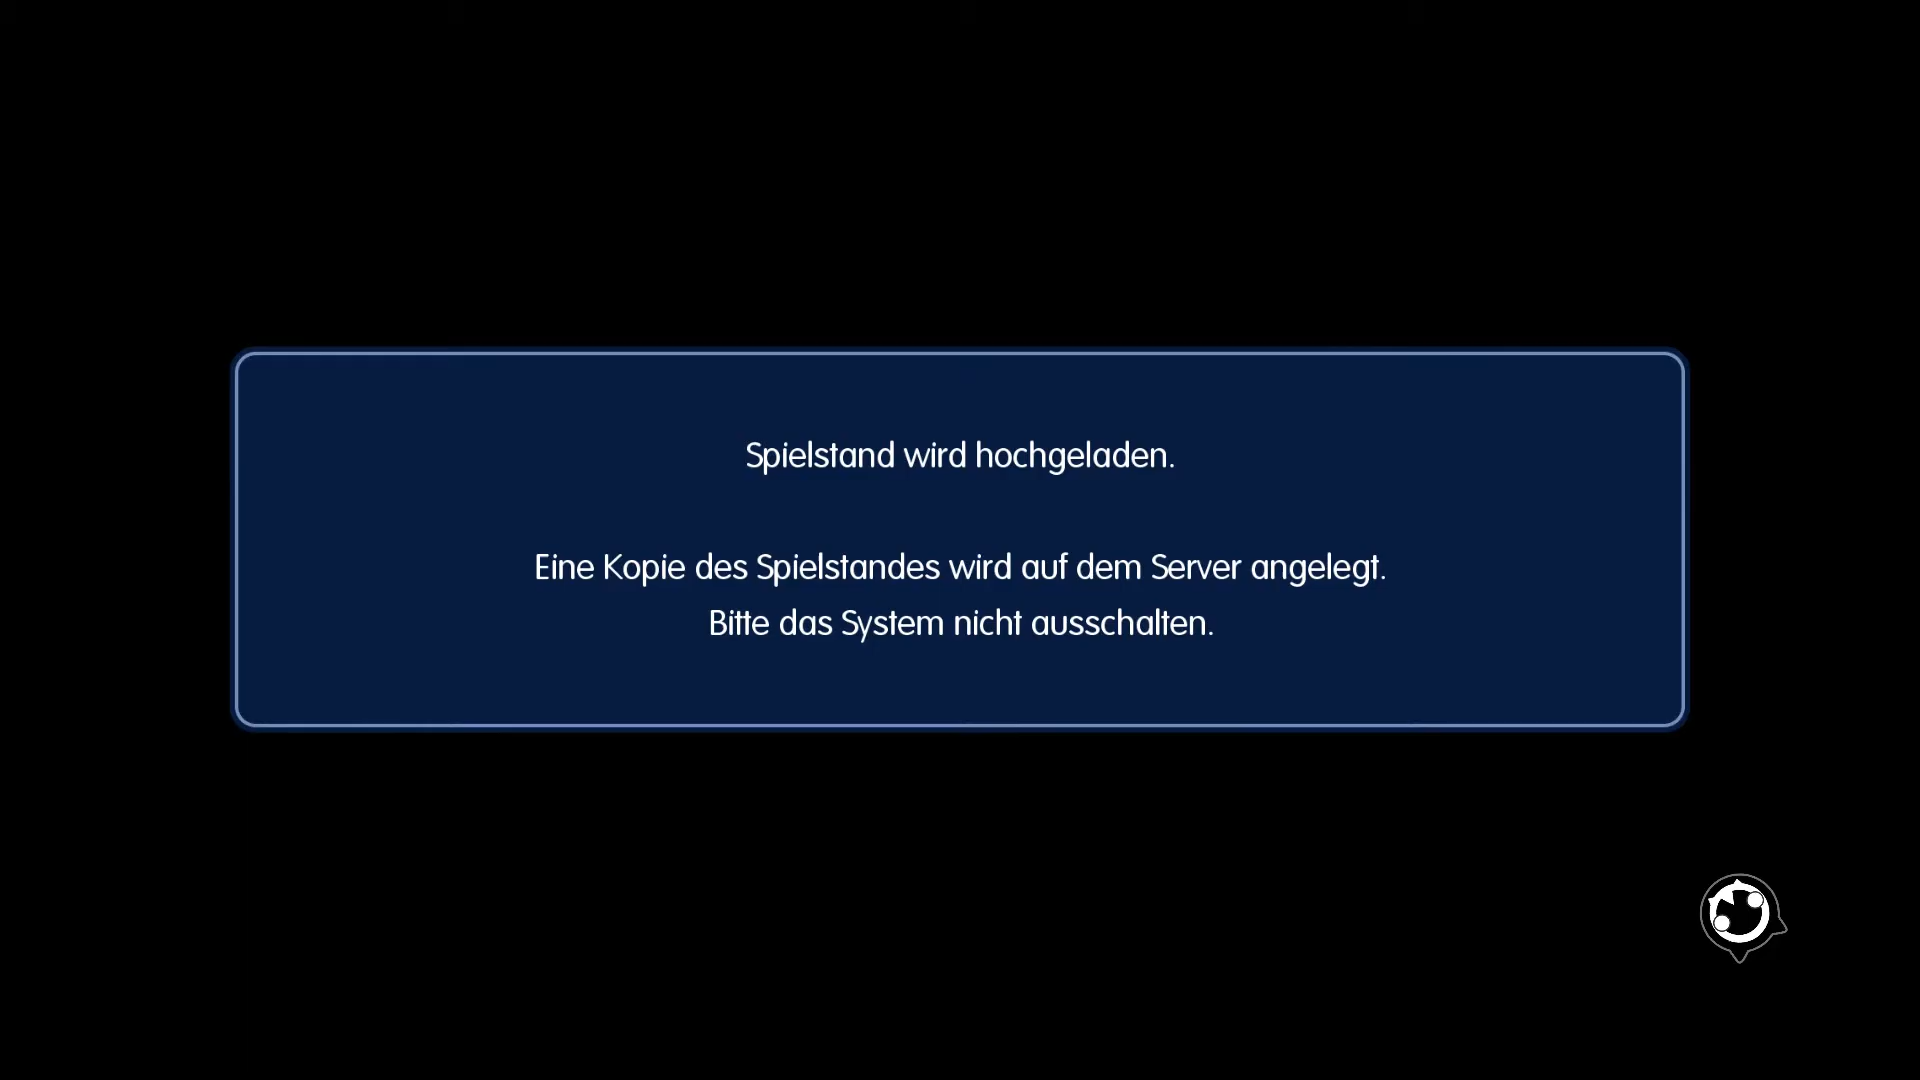 Spielstand wird hochgeladen.
Eine Kopie des Spielstandes wird auf dem Server angelegt.
Bitte das System nicht ausschalten.